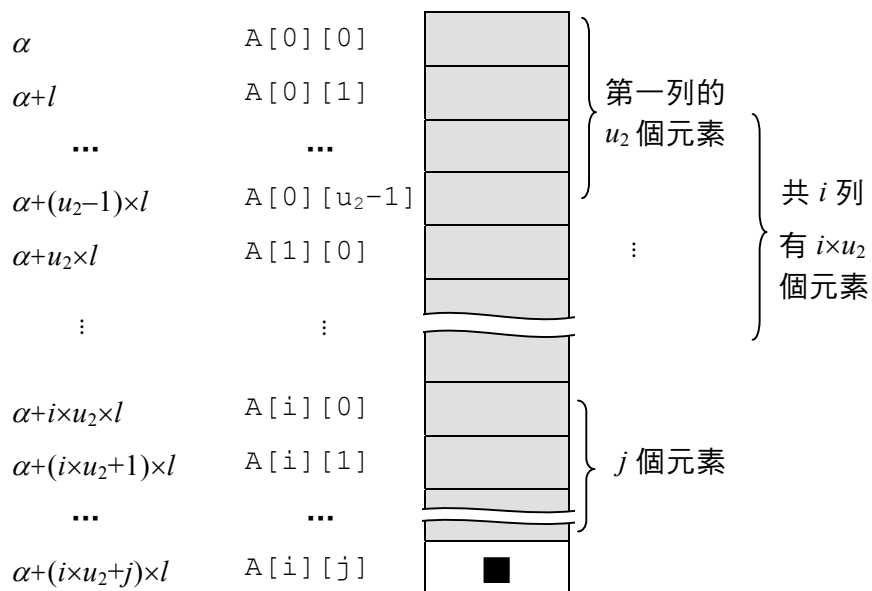 α A[0][0]
α+l A[0][1]
… …
α+(u₂–1)×l A[0][u₂–1]
α+u₂×l A[1][0]
⋮ ⋮
α+i×u₂×l A[i][0]
α+(i×u₂+1)×l A[i][1]
… …
α+(i×u₂+j)×l A[i][j]
第一列的
u₂ 個元素
⋮
共 i 列
有 i×u₂
個元素
j 個元素